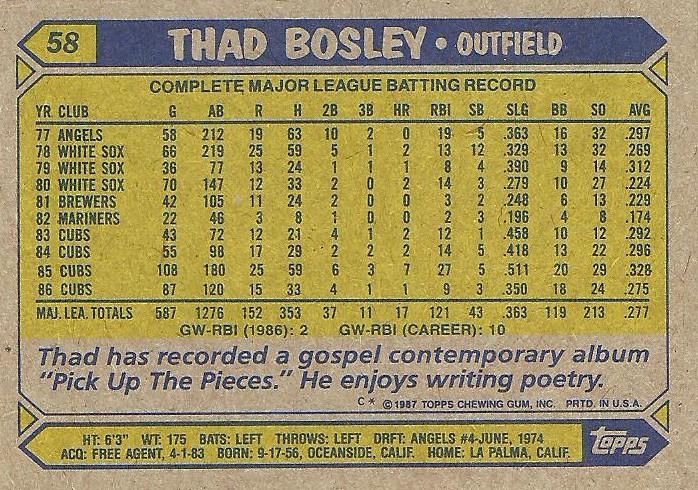 58
THAD BOSLEY • OUTFIELD
COMPLETE MAJOR LEAGUE BATTING RECORD
YR CLUB G AB R H 2B 3B HR RBI SB SLG BB SO AVG
77 ANGELS 58 212 19 63 10 2 0 19 5 .363 16 32 .297
78 WHITE SOX 66 219 25 59 5 1 2 13 12 .329 13 32 .269
79 WHITE SOX 36 77 13 24 1 1 1 8 4 .390 9 14 .312
80 WHITE SOX 70 147 12 33 2 0 2 14 3 .279 10 27 .224
81 BREWERS 42 105 11 24 2 0 0 3 2 .248 6 13 .229
82 MARINERS 22 46 3 8 1 0 0 2 3 .196 4 8 .174
83 CUBS 43 72 12 21 4 1 2 12 1 .458 10 12 .292
84 CUBS 55 98 17 29 2 2 2 14 5 .418 13 22 .296
85 CUBS 108 180 25 59 6 3 7 27 5 .511 20 29 .328
86 CUBS 87 120 15 33 4 1 1 9 3 .350 18 24 .275
MAJ. LEA. TOTALS 587 1276 152 353 37 11 17 121 43 .363 119 213 .277
GW-RBI (1986): 2 GW-RBI (CAREER): 10
Thad has recorded a gospel contemporary album
"Pick Up The Pieces." He enjoys writing poetry.
C* ©1987 TOPPS CHEWING GUM, INC. PRTD. IN U.S.A.
HT: 6'3" WT: 175 BATS: LEFT THROWS: LEFT DRFT: ANGELS #4-JUNE, 1974
ACQ: FREE AGENT, 4-1-83 BORN: 9-17-56, OCEANSIDE, CALIF. HOME: LA PALMA, CALIF.
topps